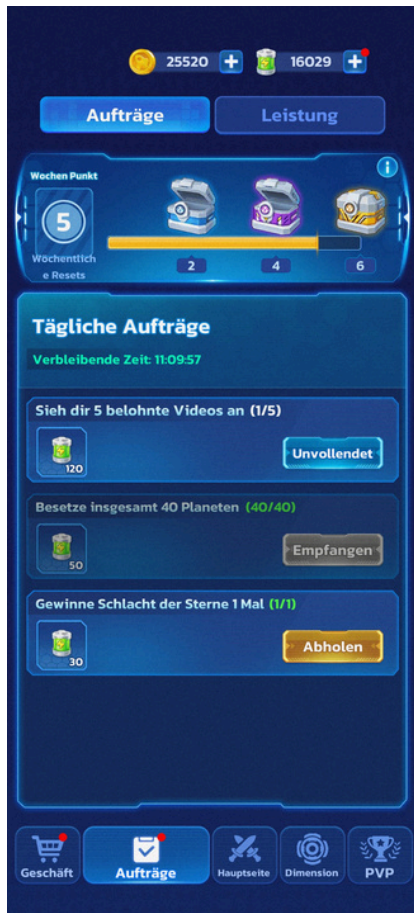 25520
16029
Aufträge
Leistung
Wochen Punkt
5
Wöchentlich
e Resets
2
4
6
Tägliche Aufträge
Verbleibende Zeit: 11:09:57
Sieh dir 5 belohnte Videos an (1/5)
120
Unvollendet
Besetze insgesamt 40 Planeten (40/40)
50
Empfangen
Gewinne Schlacht der Sterne 1 Mal (1/1)
30
Abholen
Geschäft
Aufträge
Hauptseite
Dimension
PVP